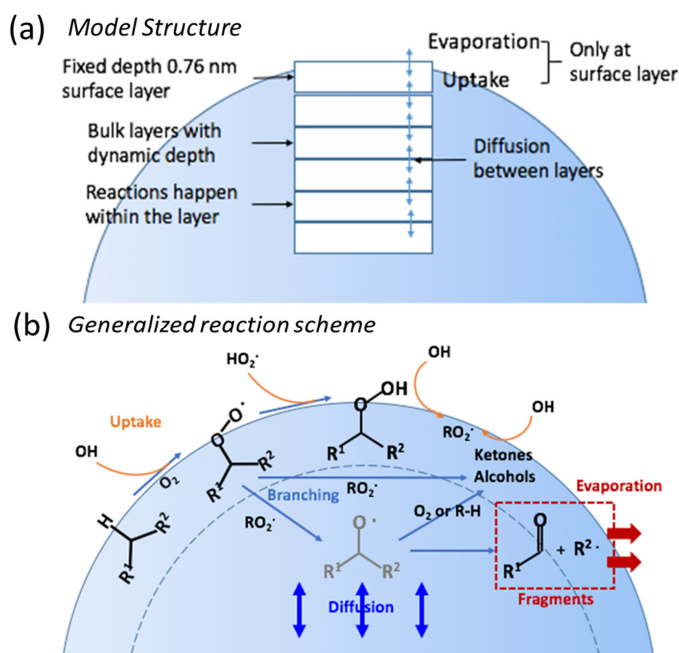 (a) Model Structure
Fixed depth 0.76 nm
surface layer
Evaporation
Uptake
Only at
surface layer
Bulk layers with
dynamic depth
Diffusion
between layers
Reactions happen
within the layer
(b) Generalized reaction scheme
HO₂·
OH
OH
O
O·
OH
O
Uptake
OH
O₂
R¹
R²
R¹
R²
RO₂·
Ketones
Alcohols
H
R²
R¹
Branching
RO₂·
RO₂·
O₂ or R-H
Evaporation
O·
R¹
R²
O
R¹
+ R²·
Diffusion
Fragments